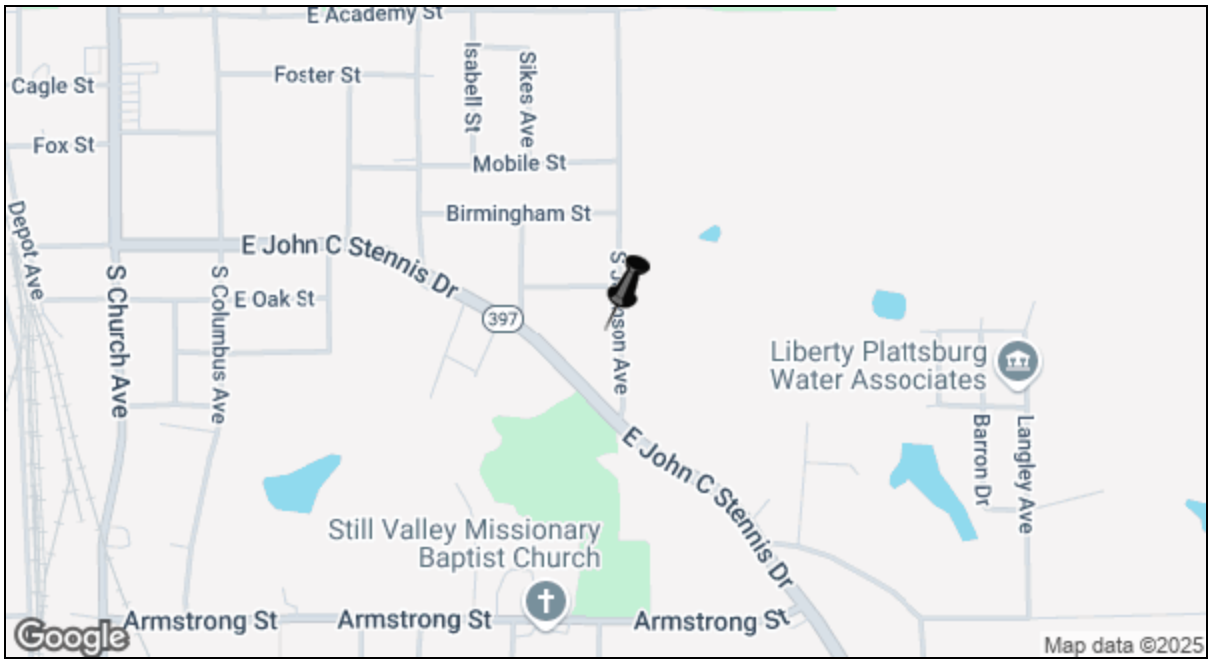 E Academy St
Foster St
Cagle St
Isabell St
Sikes Ave
Fox St
Mobile St
Birmingham St
Depot Ave
E John C Stennis Dr
S Church Ave
S Columbus Ave
E Oak St
397
Liberty Plattsburg
Water Associates
E John C Stennis Dr
Barron Dr
Langley Ave
Still Valley Missionary
Baptist Church
Armstrong St
Armstrong St
Armstrong St
Google
Map data ©2025
S
Ave